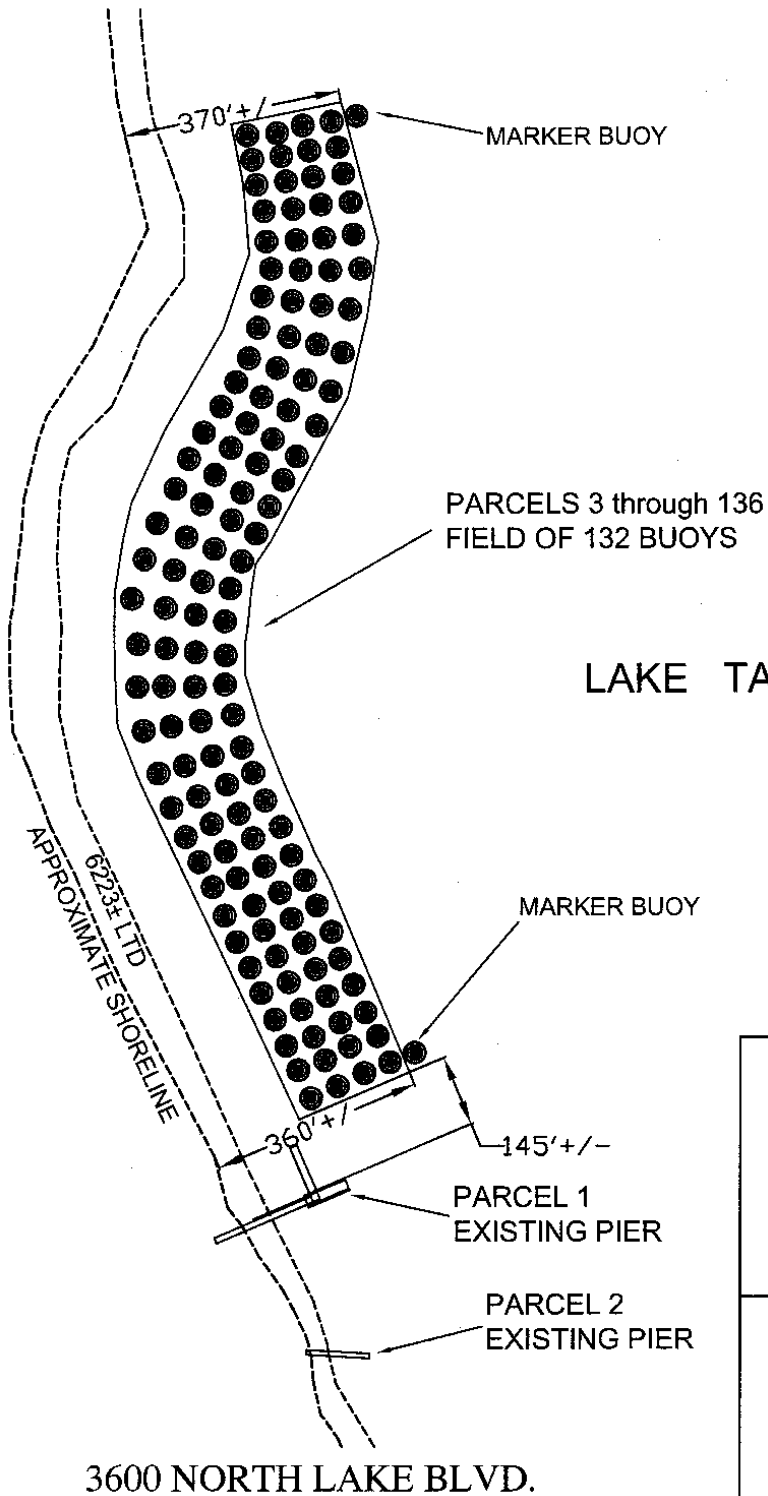 370'+/-
MARKER BUOY
PARCELS 3 through 136
FIELD OF 132 BUOYS
LAKE TA
6223± LTD
APPROXIMATE SHORELINE
MARKER BUOY
360'+/-
145'+/-
PARCEL 1
EXISTING PIER
PARCEL 2
EXISTING PIER
3600 NORTH LAKE BLVD.